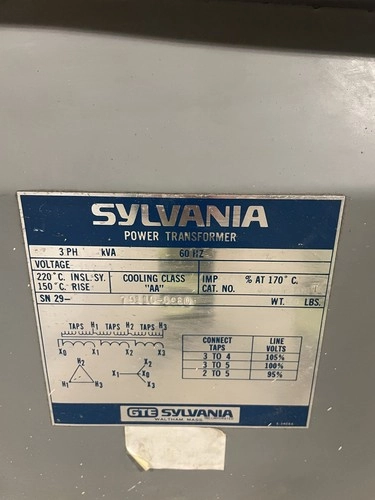 SYLVANIA
POWER TRANSFORMER
3 PH kVA 60 HZ
VOLTAGE
220°C. INSL. SY. COOLING CLASS IMP % AT 170°C.
150°C. RISE "AA" CAT. NO.
SN 29- WT. LBS.
TAPS H1 TAPS H2 TAPS H3
X0 X1 X2 X3
H2 X2
X1 X0
H1 H3 X3
CONNECT TAPS LINE VOLTS
3 TO 4 105%
3 TO 5 100%
2 TO 5 95%
GTE SYLVANIA
WALTHAM MASS